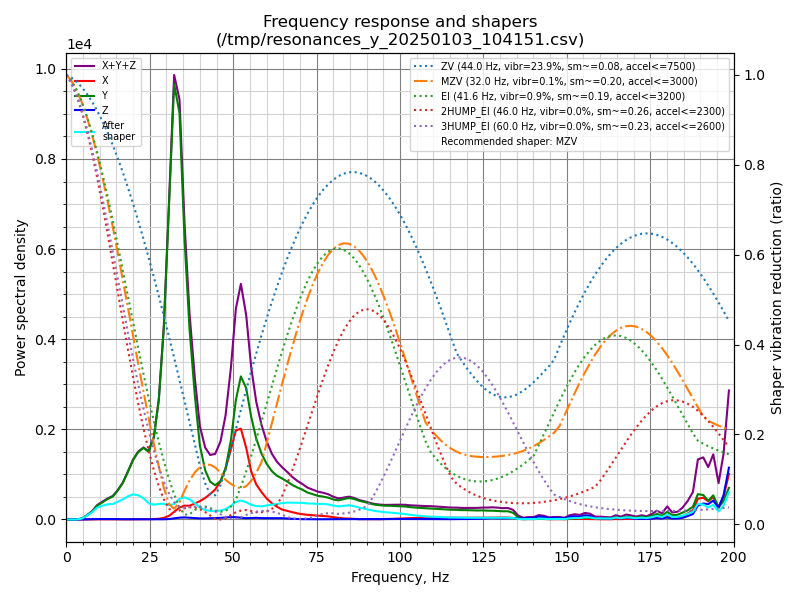 Frequency response and shapers
(/tmp/resonances_y_20250103_104151.csv)
1e4
X+Y+Z
X
Y
Z
After
shaper
ZV (44.0 Hz, vibr=23.9%, sm~=0.08, accel<=7500)
MZV (32.0 Hz, vibr=0.1%, sm~=0.20, accel<=3000)
EI (41.6 Hz, vibr=0.9%, sm~=0.19, accel<=3200)
2HUMP_EI (46.0 Hz, vibr=0.0%, sm~=0.26, accel<=2300)
3HUMP_EI (60.0 Hz, vibr=0.0%, sm~=0.23, accel<=2600)
Recommended shaper: MZV
Power spectral density
1.0
0.8
0.6
0.4
0.2
0.0
1.0
0.8
0.6
0.4
0.2
0.0
Shaper vibration reduction (ratio)
0 25 50 75 100 125 150 175 200
Frequency, Hz